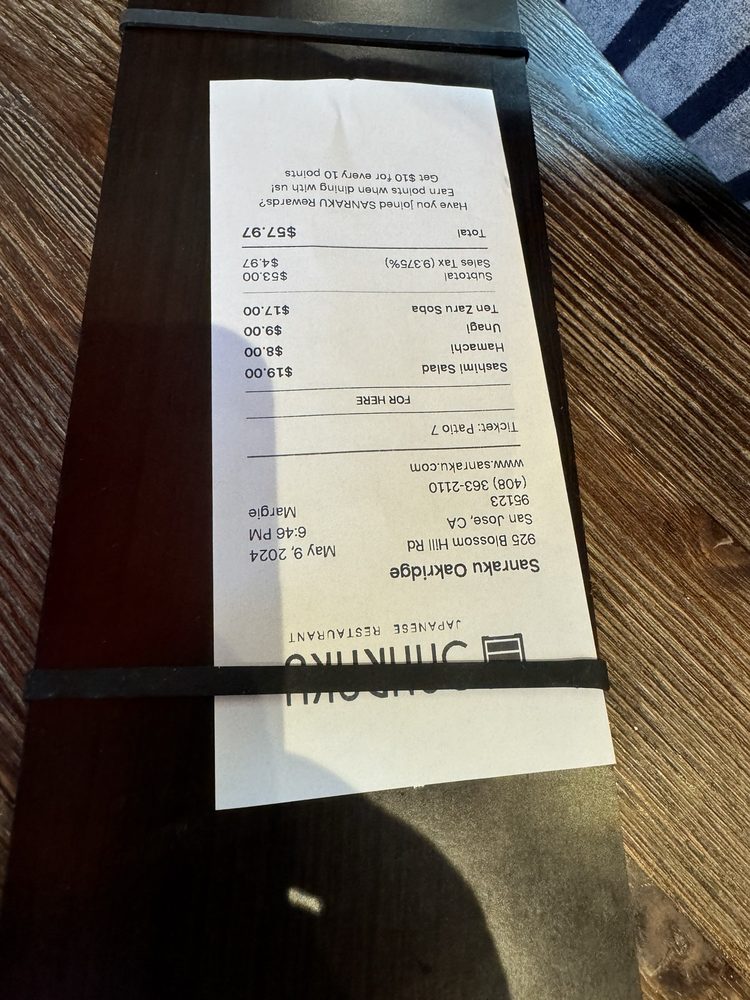 SANRAKU
JAPANESE RESTAURANT
Sanraku Oakridge
925 Blossom Hill Rd
San Jose, CA
95123
(408) 363-2110
www.sanraku.com
May 9, 2024
6:46 PM
Margie
Ticket: Patio 7
FOR HERE
Sashimi Salad $19.00
Hamachi $8.00
Unagi $9.00
Ten Zaru Soba $17.00
Subtotal $53.00
Sales Tax (9.375%) $4.97
Total $57.97
Have you joined SANRAKU Rewards?
Earn points when dining with us!
Get $10 for every 10 points